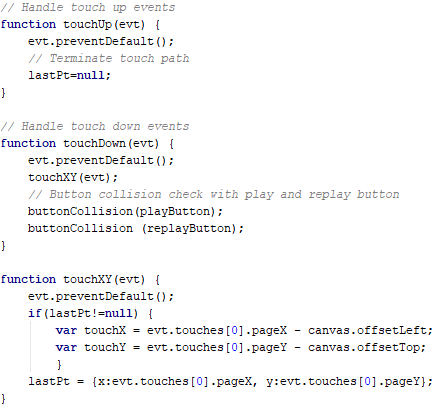 // Handle touch up events
function touchUp(evt) {
    evt.preventDefault();
    // Terminate touch path
    lastPt=null;
}

// Handle touch down events
function touchDown(evt) {
    evt.preventDefault();
    touchXY(evt);
    // Button collision check with play and replay button
    buttonCollision(playButton);
    buttonCollision (replayButton);
}

function touchXY(evt) {
    evt.preventDefault();
    if(lastPt!=null) {
        var touchX = evt.touches[0].pageX - canvas.offsetLeft;
        var touchY = evt.touches[0].pageY - canvas.offsetTop;
        }
    lastPt = {x:evt.touches[0].pageX, y:evt.touches[0].pageY};
}